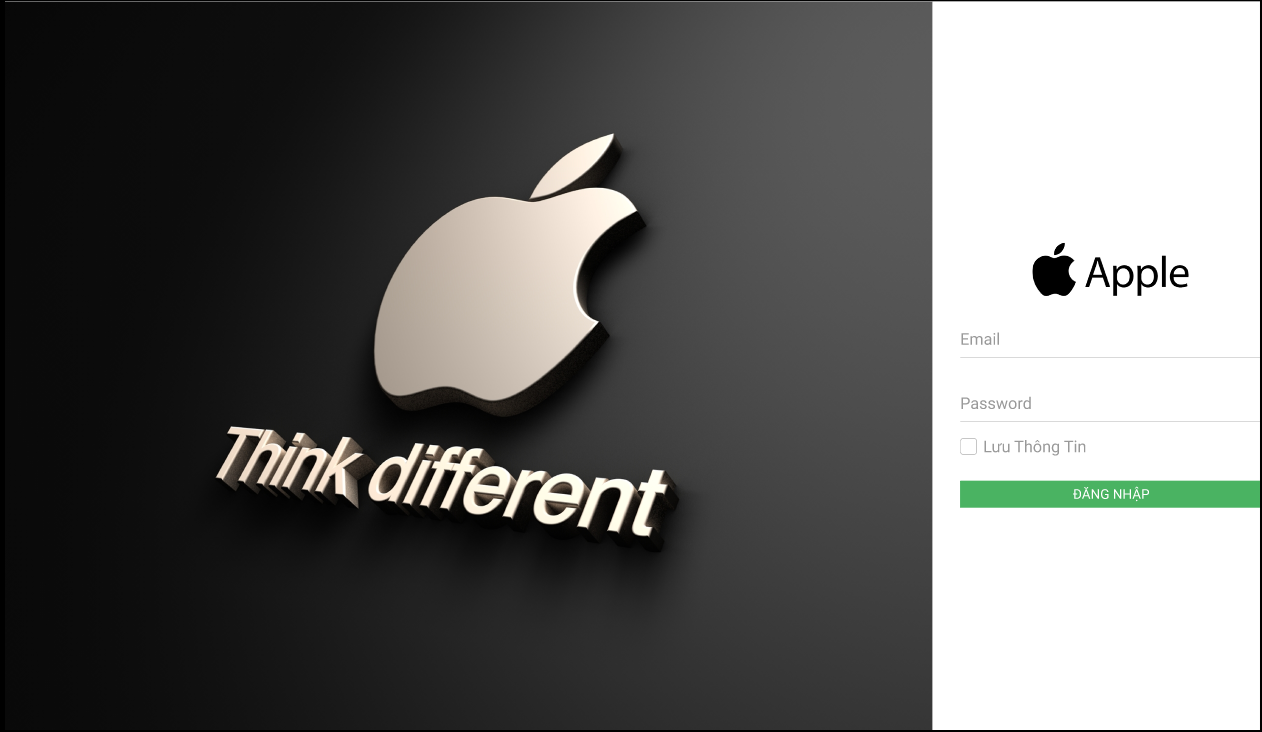 Think different
Apple
Email
Password
Lưu Thông Tin
ĐĂNG NHẬP